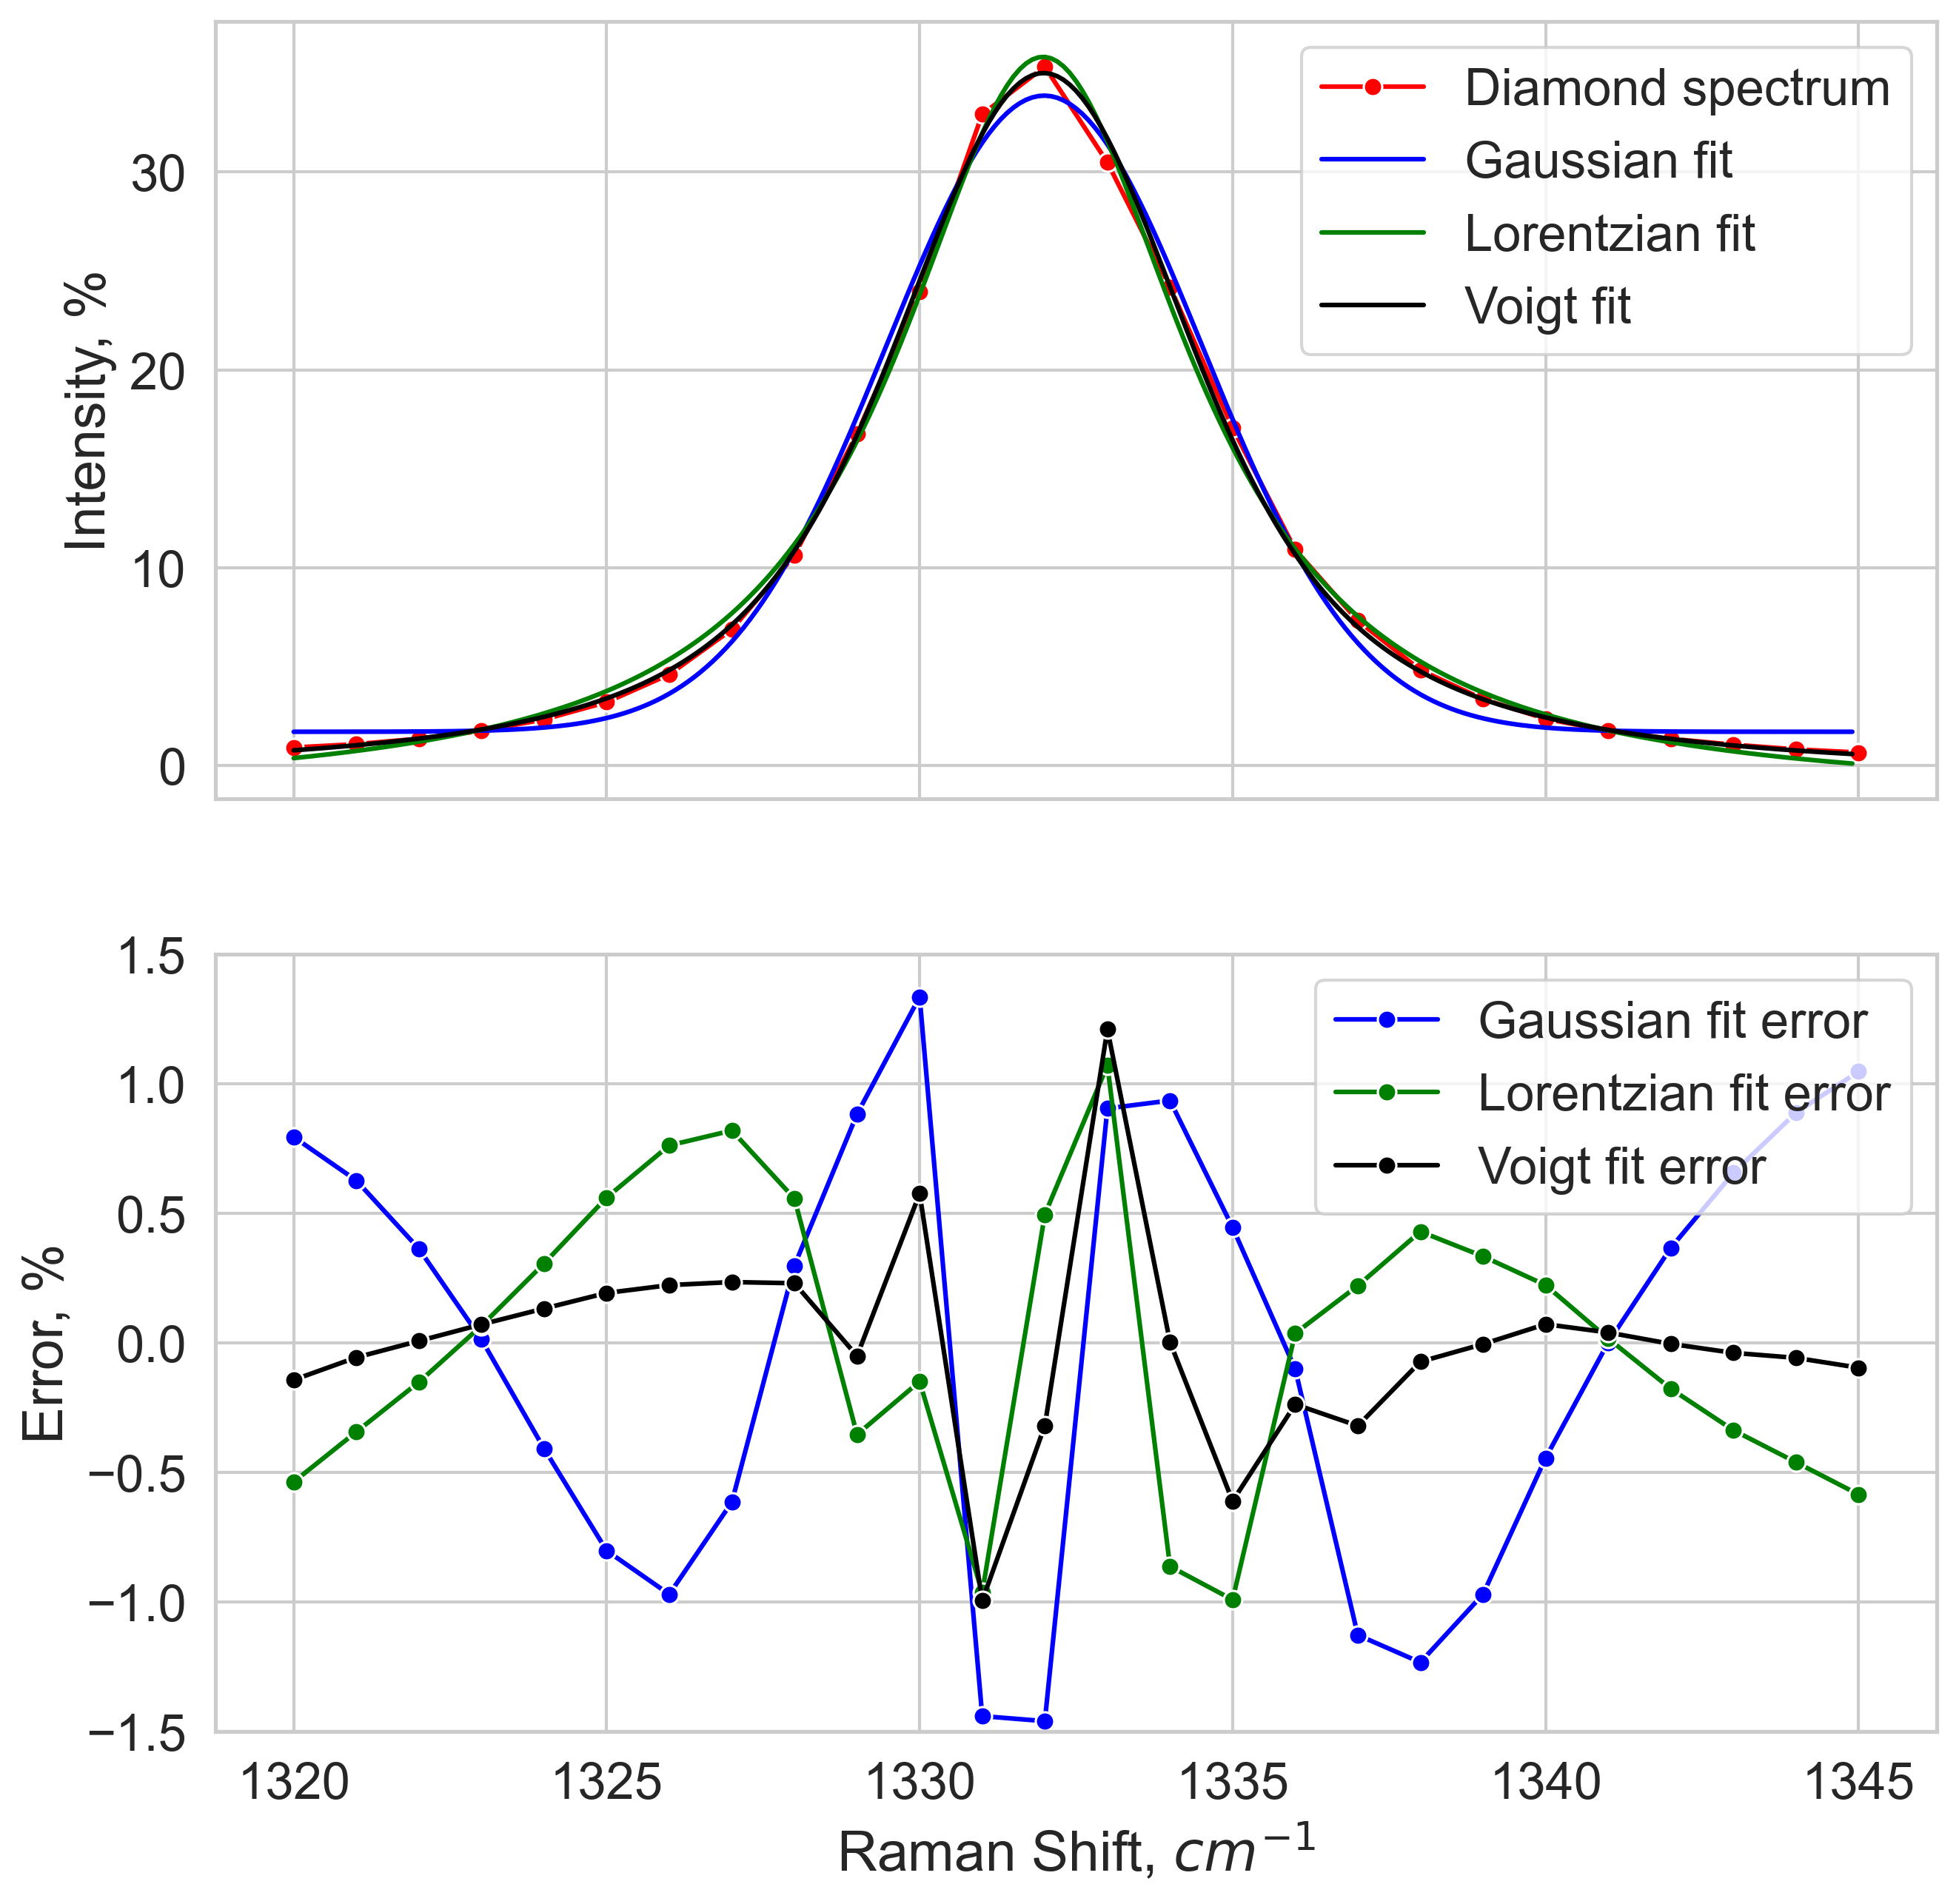 Intensity, %
30
20
10
0
Diamond spectrum
Gaussian fit
Lorentzian fit
Voigt fit
Error, %
1.5
1.0
0.5
0.0
−0.5
−1.0
−1.5
Gaussian fit error
Lorentzian fit error
Voigt fit error
1320 1325 1330 1335 1340 1345
Raman Shift, cm⁻¹